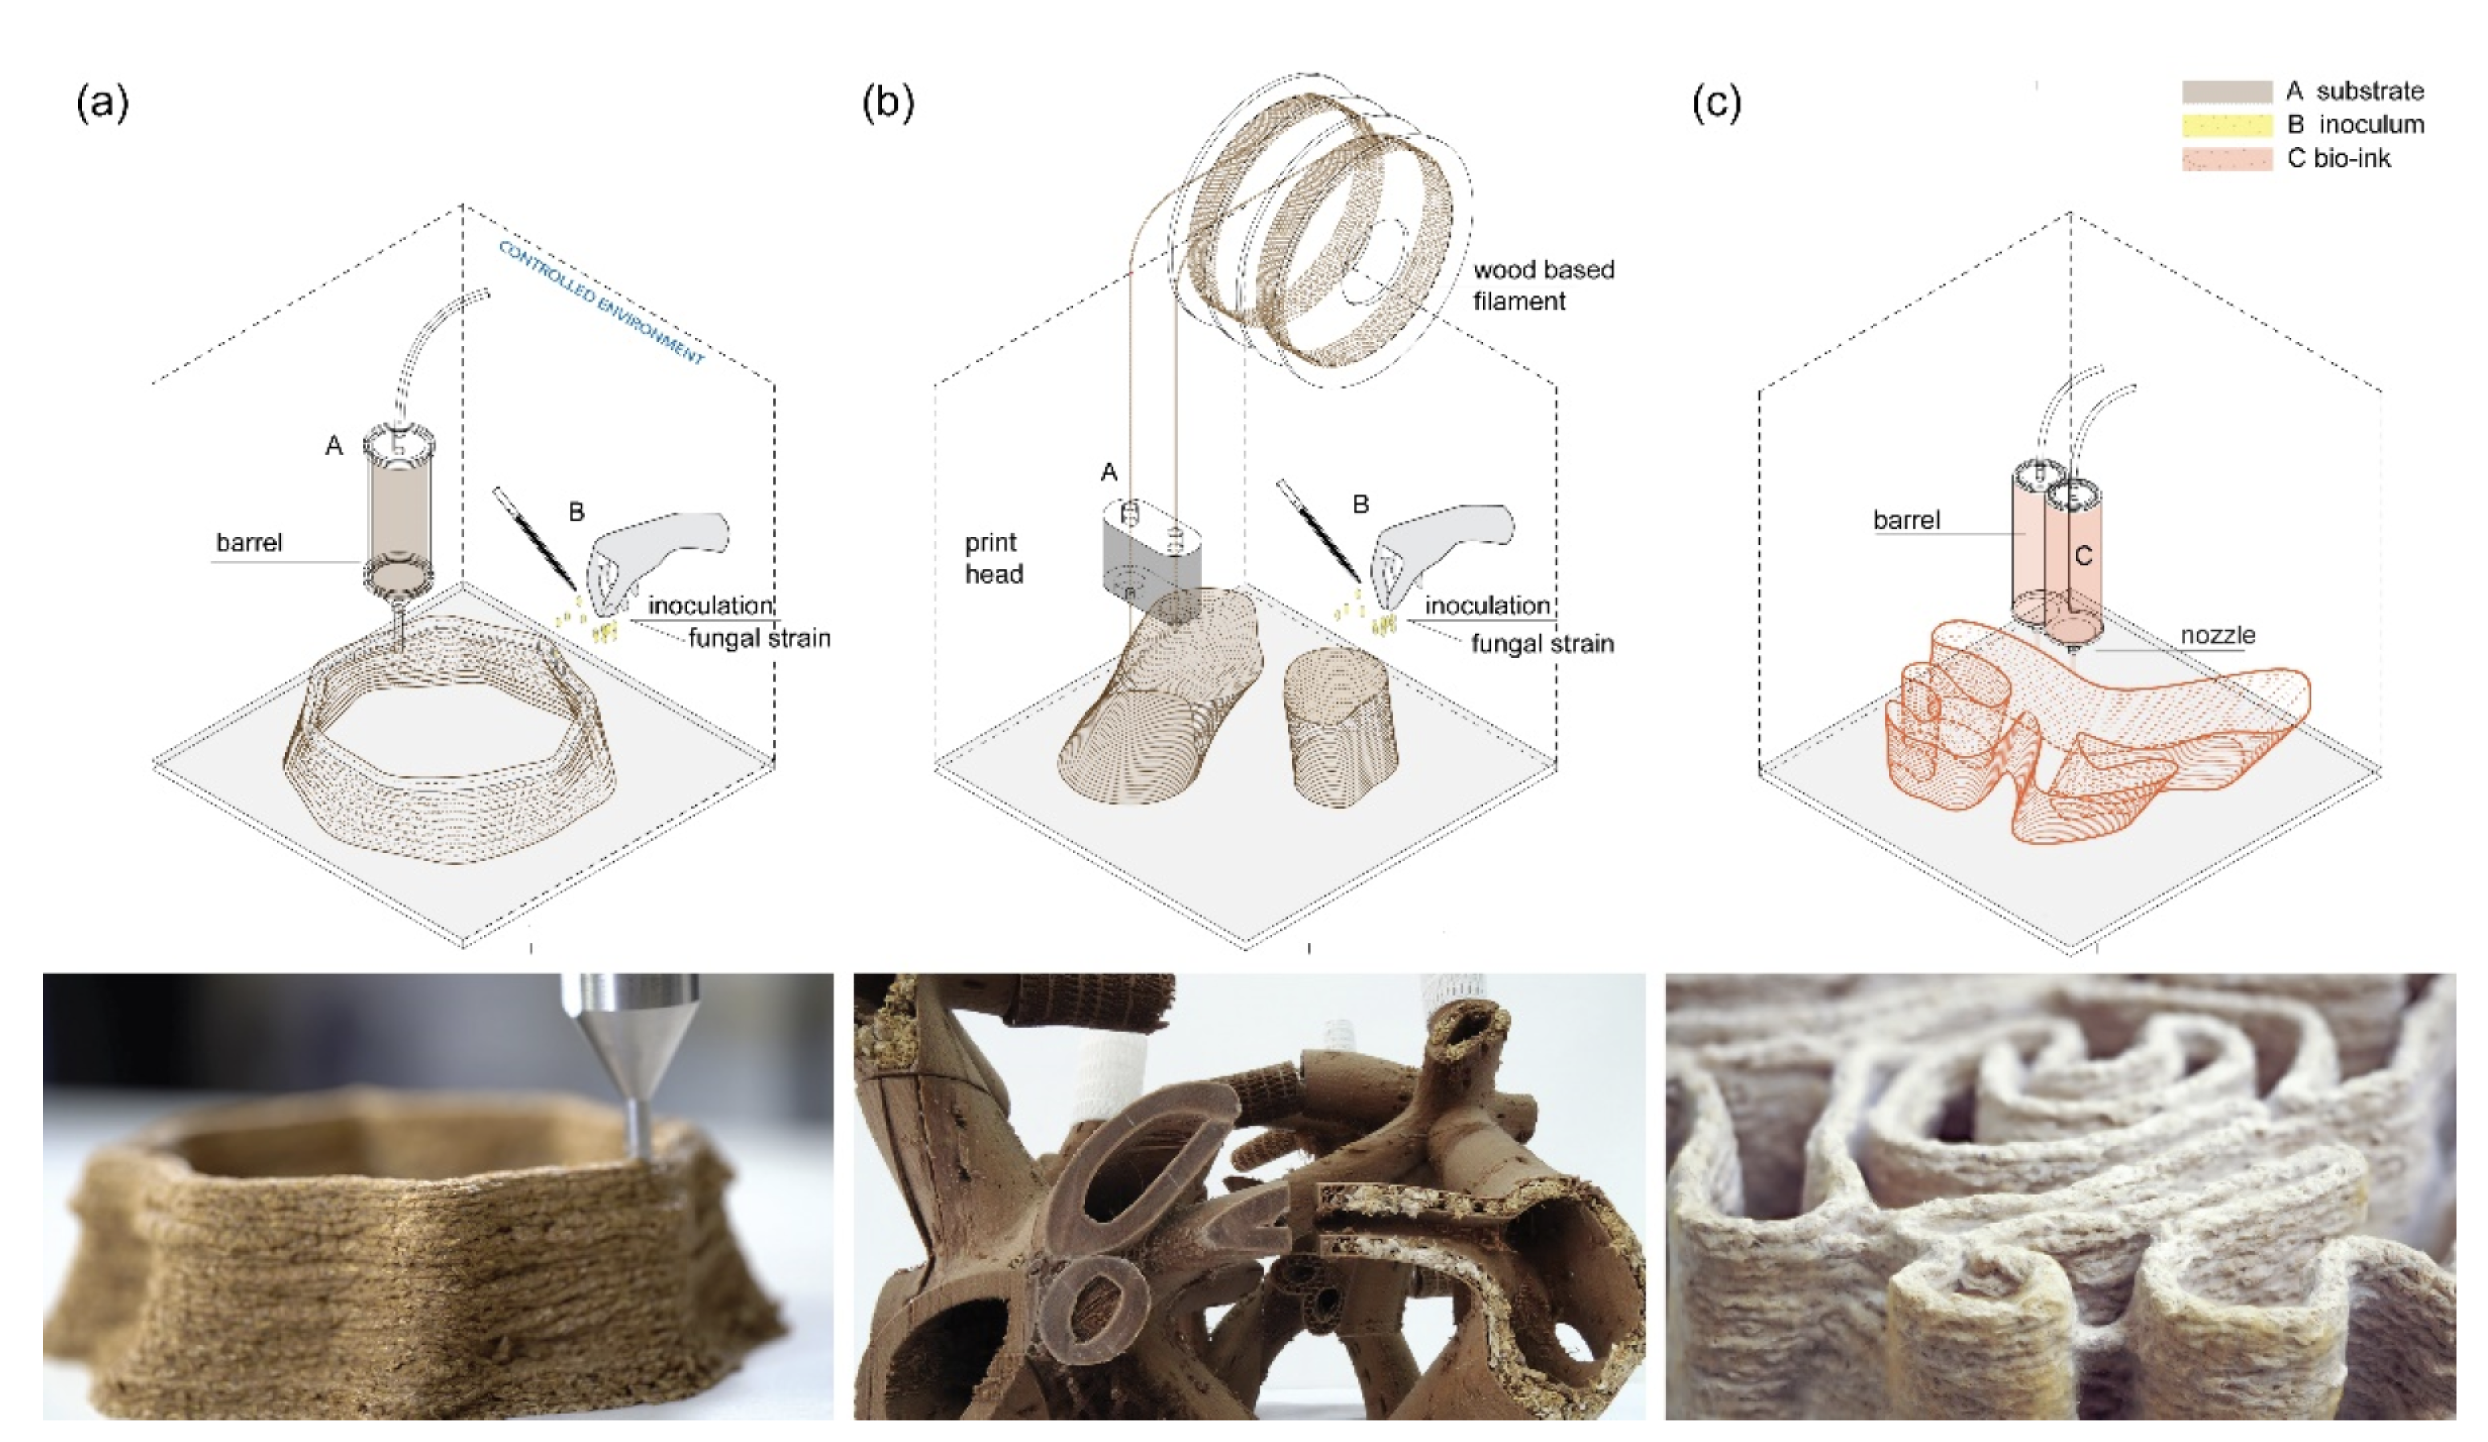 (a)
(b)
(c)
A substrate
B inoculum
C bio-ink
CONTROLLED ENVIRONMENT
wood based
filament
A
barrel
B
inoculation
fungal strain
A
print
head
B
inoculation
fungal strain
barrel
C
nozzle